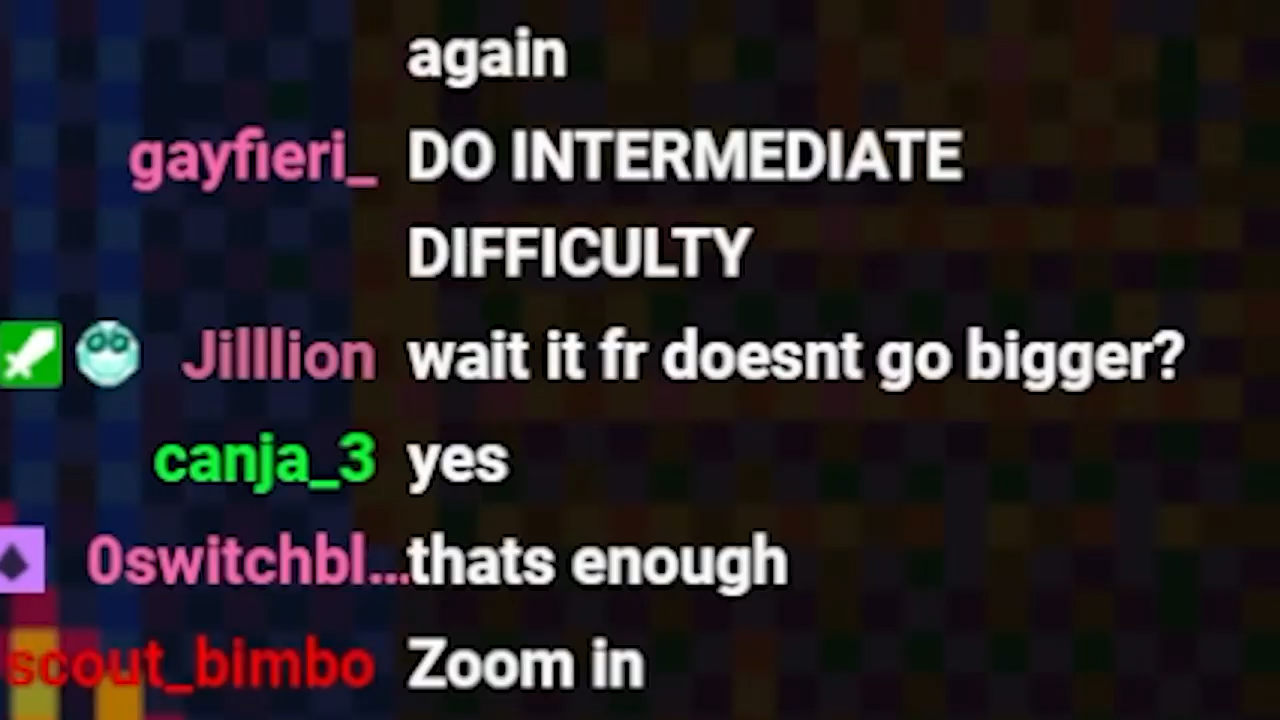 again
gayfieri_ DO INTERMEDIATE
DIFFICULTY
Jilllion wait it fr doesnt go bigger?
canja_3 yes
0switchbl... thats enough
scout_bimbo Zoom in